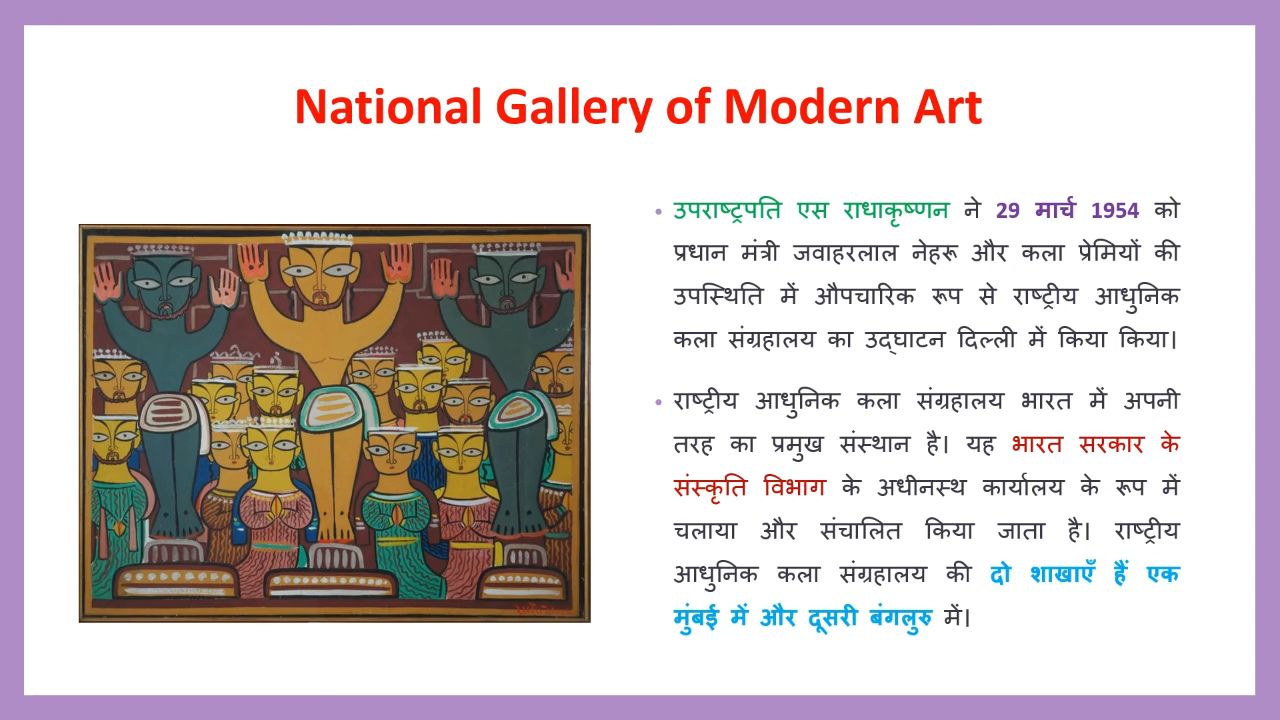 National Gallery of Modern Art
• उपराष्ट्रपति एस राधाकृष्णन ने 29 मार्च 1954 को
प्रधान मंत्री जवाहरलाल नेहरू और कला प्रेमियों की
उपस्थिति में औपचारिक रूप से राष्ट्रीय आधुनिक
कला संग्रहालय का उद्घाटन दिल्ली में किया किया।
• राष्ट्रीय आधुनिक कला संग्रहालय भारत में अपनी
तरह का प्रमुख संस्थान है। यह भारत सरकार के
संस्कृति विभाग के अधीनस्थ कार्यालय के रूप में
चलाया और संचालित किया जाता है। राष्ट्रीय
आधुनिक कला संग्रहालय की दो शाखाएँ हैं एक
मुंबई में और दूसरी बंगलुरु में।